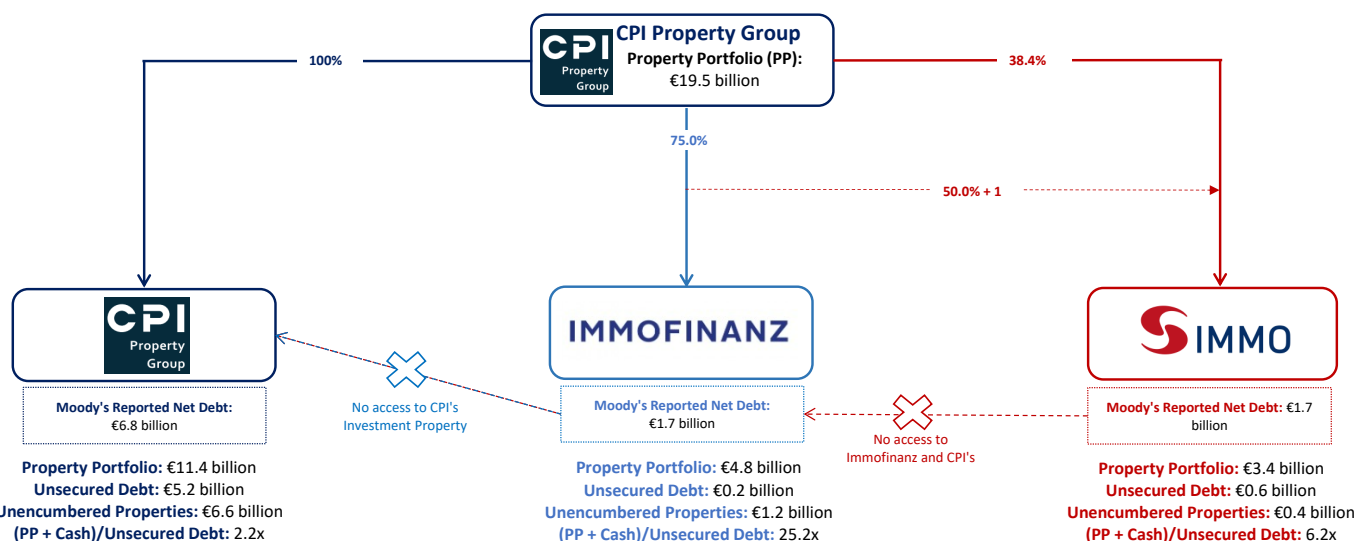 CPI
Property
Group
CPI Property Group
Property Portfolio (PP):
€19.5 billion
100%
38.4%
75.0%
50.0% + 1
CPI
Property
Group
IMMOFINANZ
S IMMO
Moody's Reported Net Debt:
€6.8 billion
No access to CPI's
Investment Property
Moody's Reported Net Debt:
€1.7 billion
No access to
Immofinanz and CPI's
Moody's Reported Net Debt: €1.7
billion
Property Portfolio: €11.4 billion
Unsecured Debt: €5.2 billion
Unencumbered Properties: €6.6 billion
(PP + Cash)/Unsecured Debt: 2.2x
Property Portfolio: €4.8 billion
Unsecured Debt: €0.2 billion
Unencumbered Properties: €1.2 billion
(PP + Cash)/Unsecured Debt: 25.2x
Property Portfolio: €3.4 billion
Unsecured Debt: €0.6 billion
Unencumbered Properties: €0.4 billion
(PP + Cash)/Unsecured Debt: 6.2x